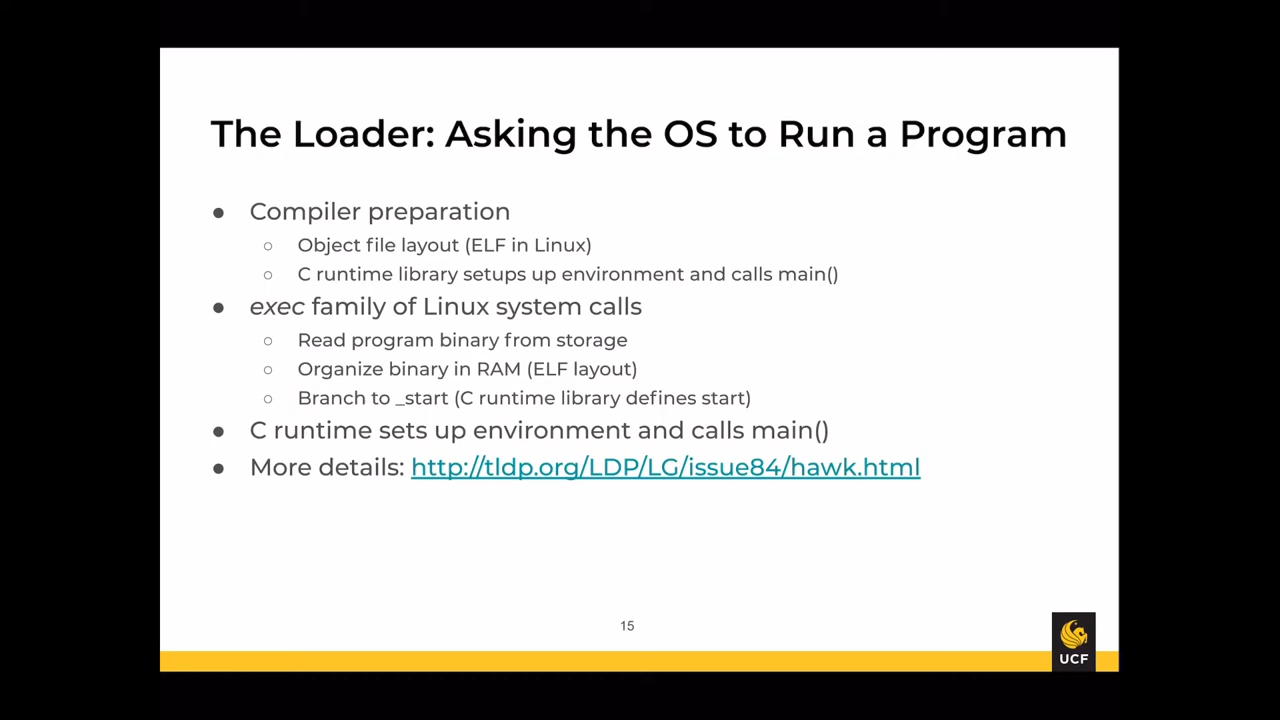 The Loader: Asking the OS to Run a Program
● Compiler preparation
○ Object file layout (ELF in Linux)
○ C runtime library setups up environment and calls main()
● exec family of Linux system calls
○ Read program binary from storage
○ Organize binary in RAM (ELF layout)
○ Branch to _start (C runtime library defines start)
● C runtime sets up environment and calls main()
● More details: http://tldp.org/LDP/LG/issue84/hawk.html
15
UCF